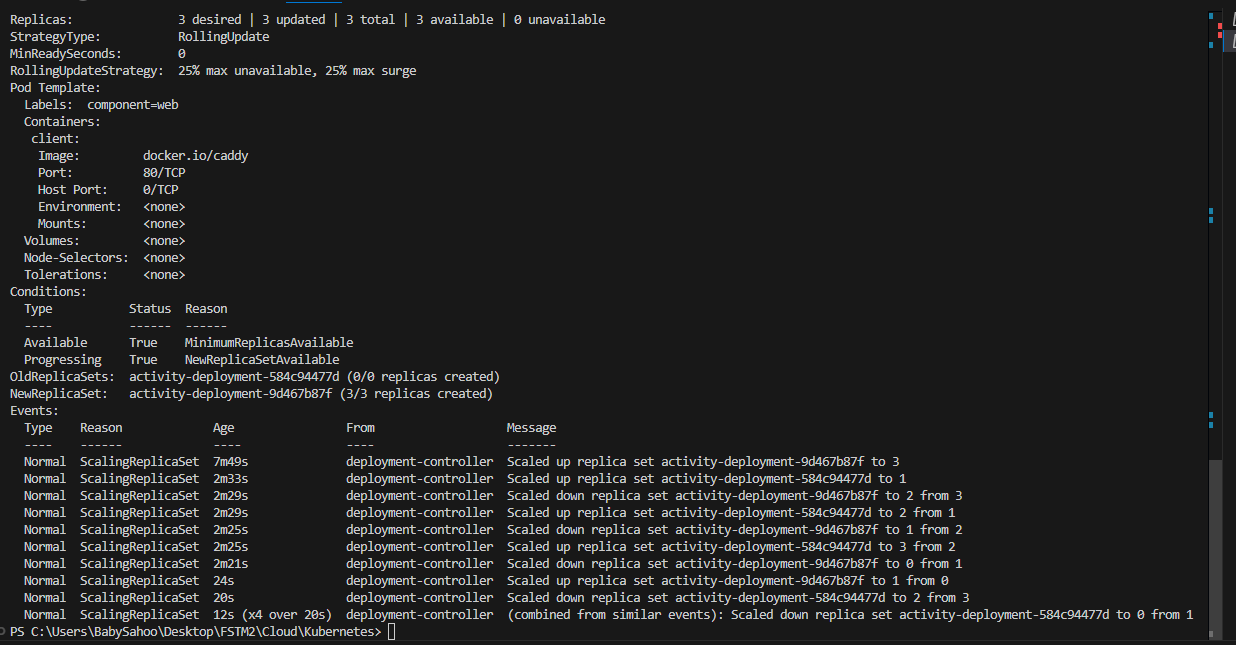 Replicas:               3 desired | 3 updated | 3 total | 3 available | 0 unavailable
StrategyType:           RollingUpdate
MinReadySeconds:        0
RollingUpdateStrategy:  25% max unavailable, 25% max surge
Pod Template:
  Labels:  component=web
  Containers:
   client:
    Image:         docker.io/caddy
    Port:          80/TCP
    Host Port:     0/TCP
    Environment:   <none>
    Mounts:        <none>
  Volumes:         <none>
  Node-Selectors:  <none>
  Tolerations:     <none>
Conditions:
  Type           Status  Reason
  ----           ------  ------
  Available      True    MinimumReplicasAvailable
  Progressing    True    NewReplicaSetAvailable
OldReplicaSets:  activity-deployment-584c94477d (0/0 replicas created)
NewReplicaSet:   activity-deployment-9d467b87f (3/3 replicas created)
Events:
  Type    Reason             Age                From                   Message
  ----    ------             ----               ----                   -------
  Normal  ScalingReplicaSet  7m49s              deployment-controller  Scaled up replica set activity-deployment-9d467b87f to 3
  Normal  ScalingReplicaSet  2m33s              deployment-controller  Scaled up replica set activity-deployment-584c94477d to 1
  Normal  ScalingReplicaSet  2m29s              deployment-controller  Scaled down replica set activity-deployment-9d467b87f to 2 from 3
  Normal  ScalingReplicaSet  2m29s              deployment-controller  Scaled up replica set activity-deployment-584c94477d to 2 from 1
  Normal  ScalingReplicaSet  2m25s              deployment-controller  Scaled down replica set activity-deployment-9d467b87f to 1 from 2
  Normal  ScalingReplicaSet  2m25s              deployment-controller  Scaled up replica set activity-deployment-584c94477d to 3 from 2
  Normal  ScalingReplicaSet  2m21s              deployment-controller  Scaled down replica set activity-deployment-9d467b87f to 0 from 1
  Normal  ScalingReplicaSet  24s                deployment-controller  Scaled up replica set activity-deployment-9d467b87f to 1 from 0
  Normal  ScalingReplicaSet  20s                deployment-controller  Scaled down replica set activity-deployment-584c94477d to 2 from 3
  Normal  ScalingReplicaSet  12s (x4 over 20s)  deployment-controller  (combined from similar events): Scaled down replica set activity-deployment-584c94477d to 0 from 1
PS C:\Users\BabySahoo\Desktop\FSTM2\Cloud\Kubernetes>